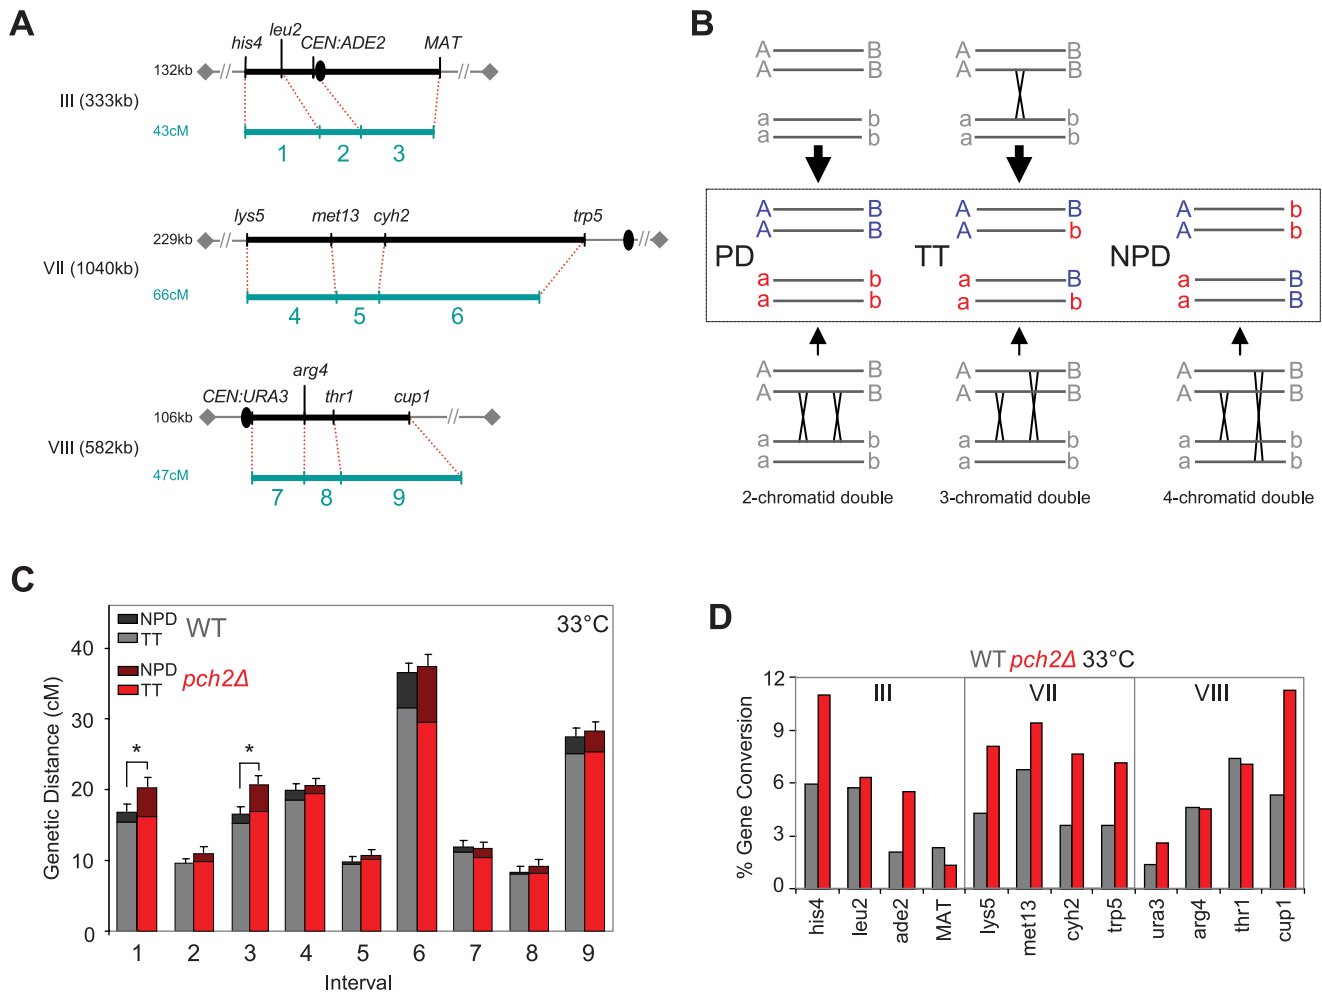 A
his4 leu2 CEN:ADE2 MAT
132kb
III (333kb)
43cM
1 2 3
lys5 met13 cyh2 trp5
229kb
VII (1040kb)
66cM
4 5 6
CEN:URA3 arg4 thr1 cup1
106kb
VIII (582kb)
47cM
7 8 9
B
A B A B
A B A B
a b a b
a b a b
A B A B A b
A B A b A b
PD TT NPD
a b a B a B
a b a b a B
A B A B A B
A B A B A B
a b a b a b
a b a b a b
2-chromatid double 3-chromatid double 4-chromatid double
C
NPD
TT
WT
33°C
NPD
TT
pch2Δ
* *
Genetic Distance (cM)
40
30
20
10
0
1 2 3 4 5 6 7 8 9
Interval
D
WT pch2Δ 33°C
III VII VIII
% Gene Conversion
12
9
6
3
0
his4 leu2 ade2 MAT lys5 met13 cyh2 trp5 ura3 arg4 thr1 cup1